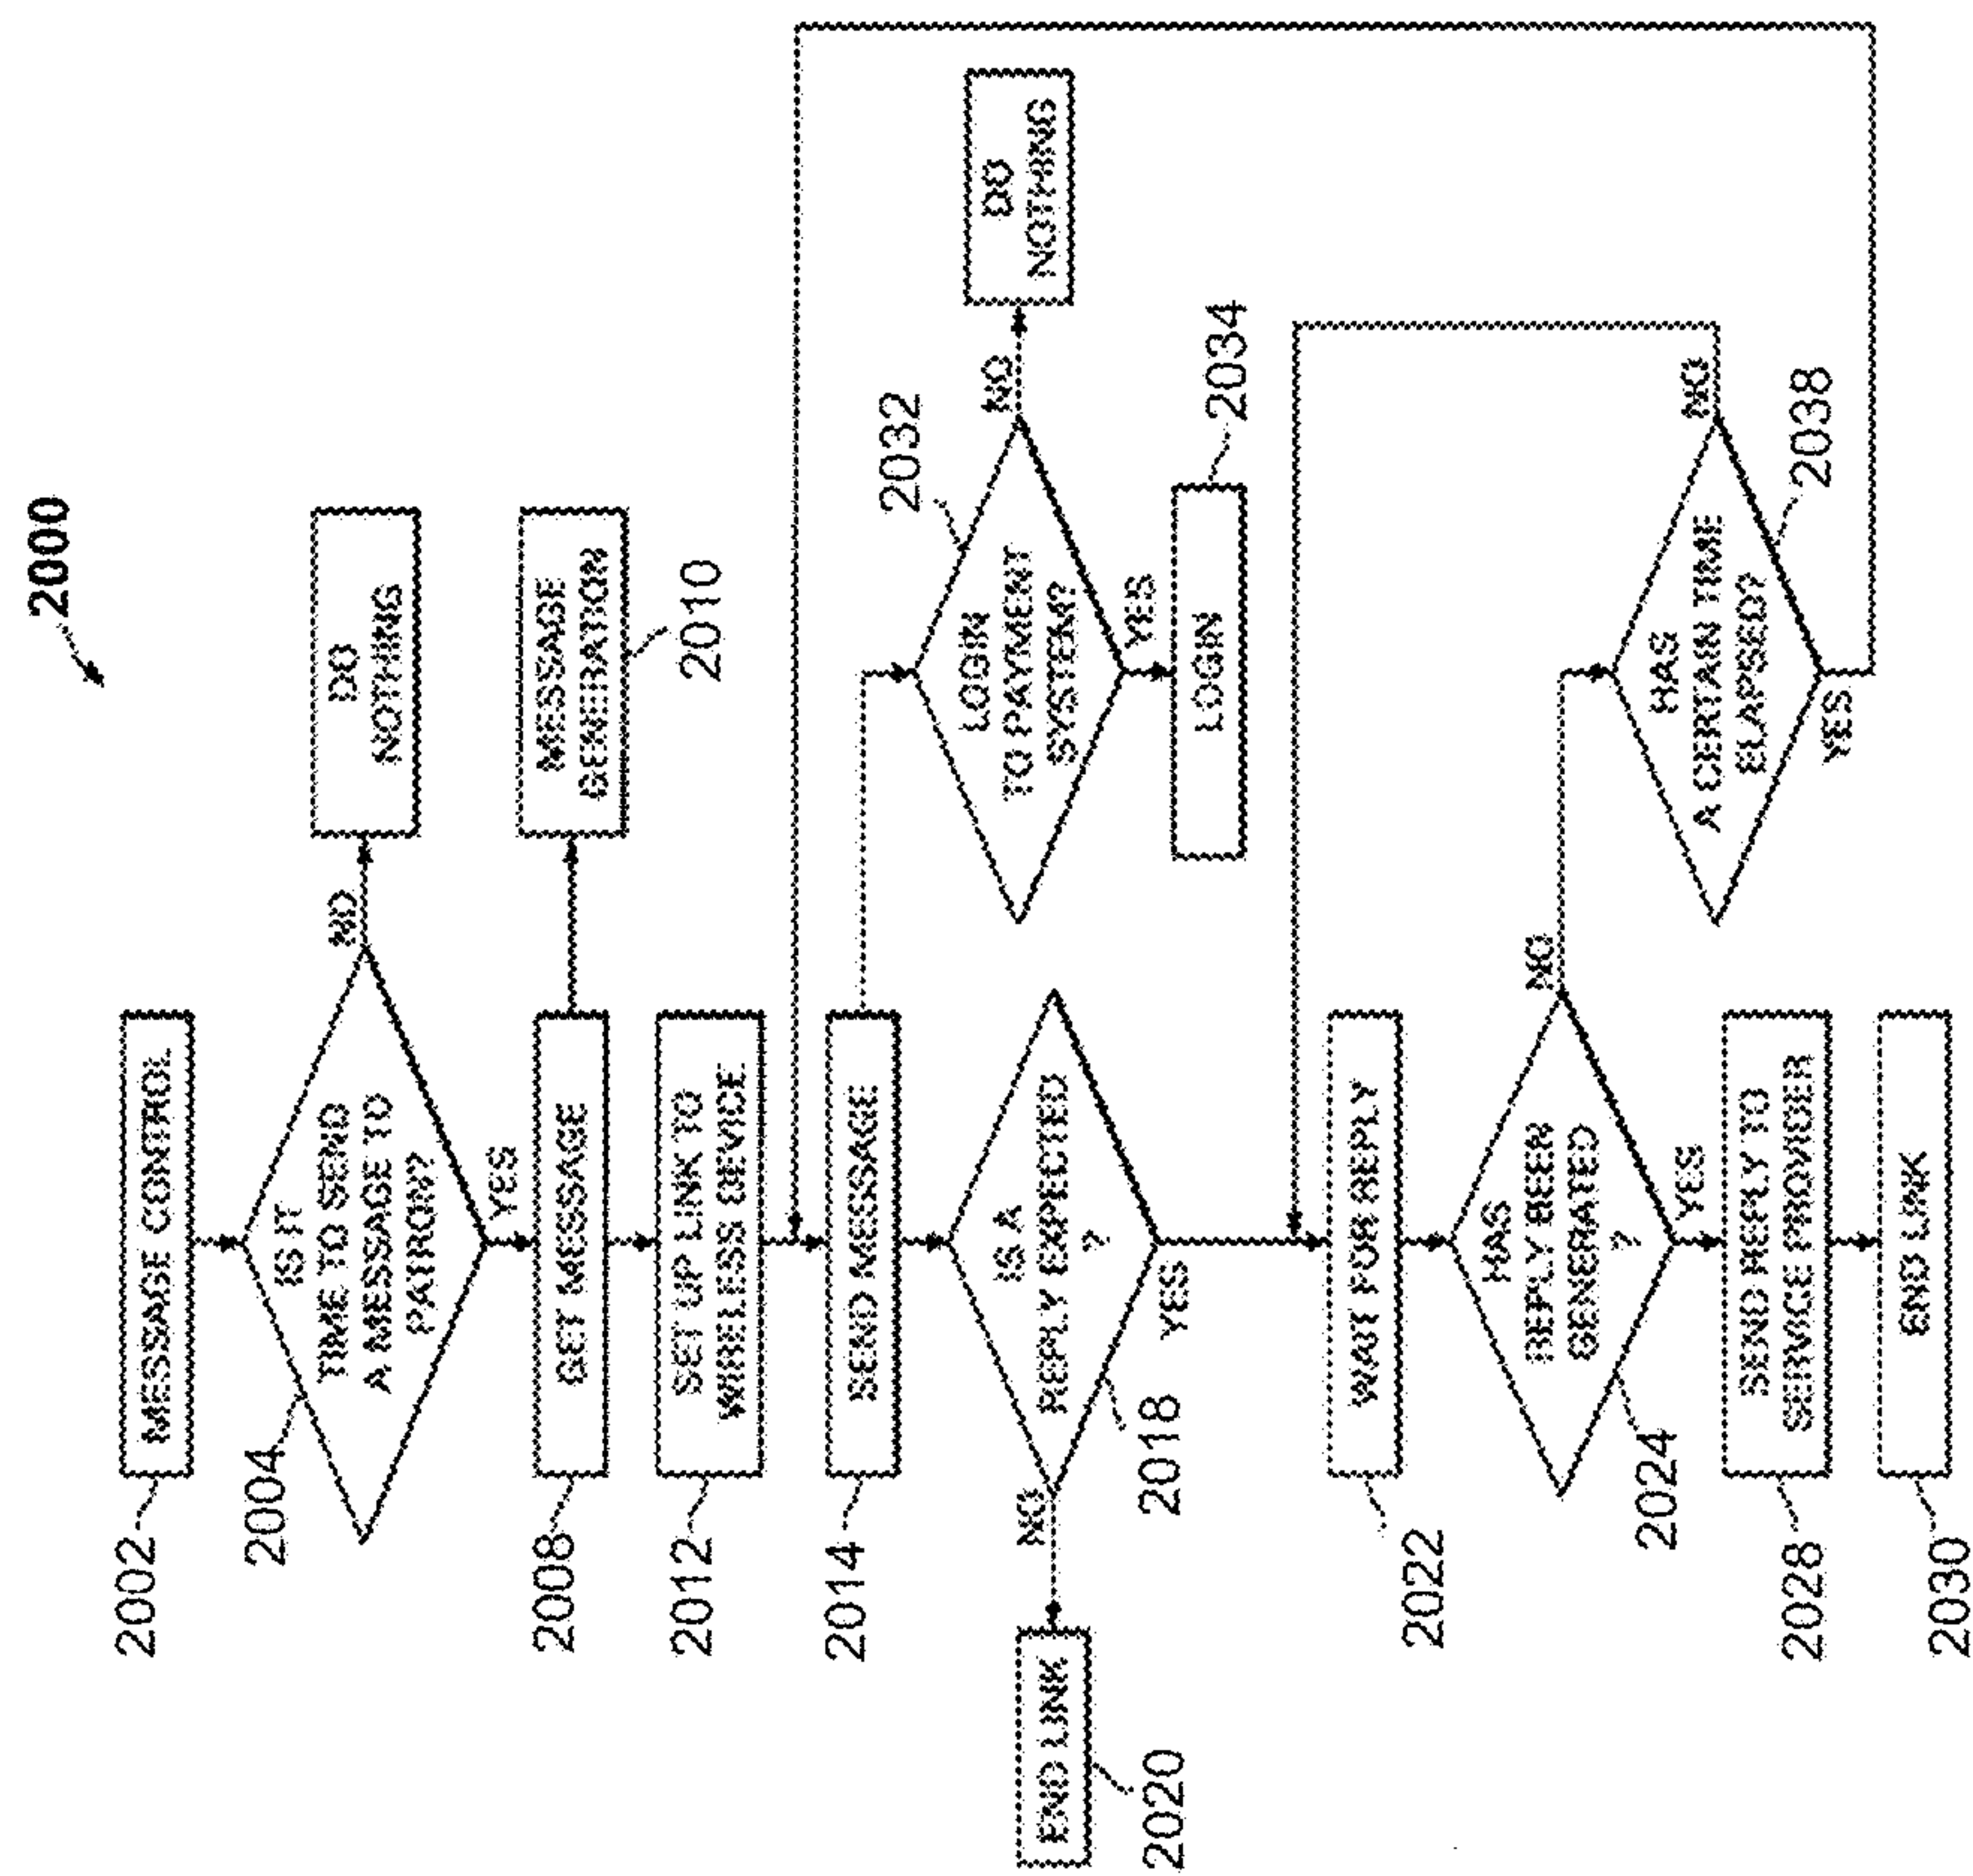 2000
2002
MESSAGE CONTROL
2004
IS IT
TIME TO SEND
A MESSAGE TO
PATRON?
NO
DO
NOTHING
YES
2008
GET MESSAGE
MESSAGE
GENERATION
2010
2012
SET UP LINK TO
WIRELESS DEVICE
2014
SEND MESSAGE
2032
LOGIN
TO PAYMENT
SYSTEM?
NO
DO
NOTHING
YES
LOGIN
2034
IS A
REPLY EXPECTED
?
2018
NO
END LINK
2020
YES
2022
WAIT FOR REPLY
HAS
REPLY BEEN
GENERATED
?
2024
NO
HAS
A CERTAIN TIME
ELAPSED?
2038
NO
YES
YES
2028
SEND REPLY TO
SERVICE PROVIDER
2030
END LINK